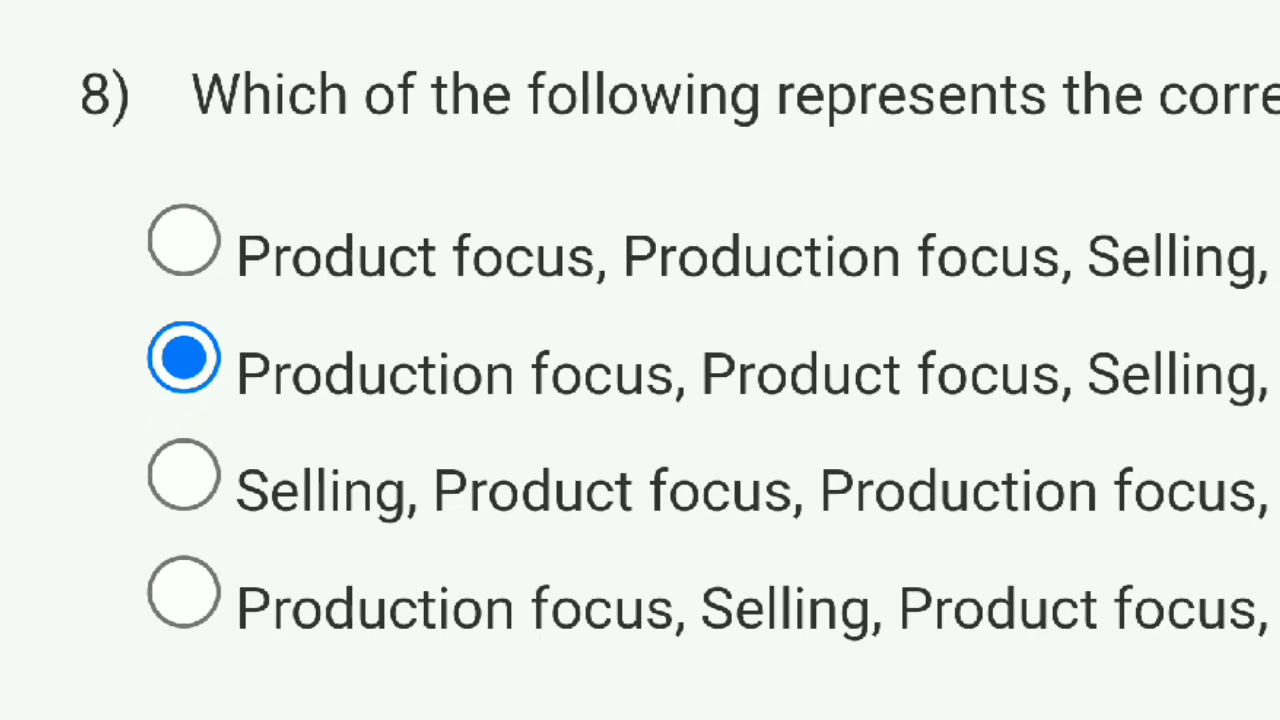 8) Which of the following represents the corre
Product focus, Production focus, Selling,
Production focus, Product focus, Selling,
Selling, Product focus, Production focus,
Production focus, Selling, Product focus,